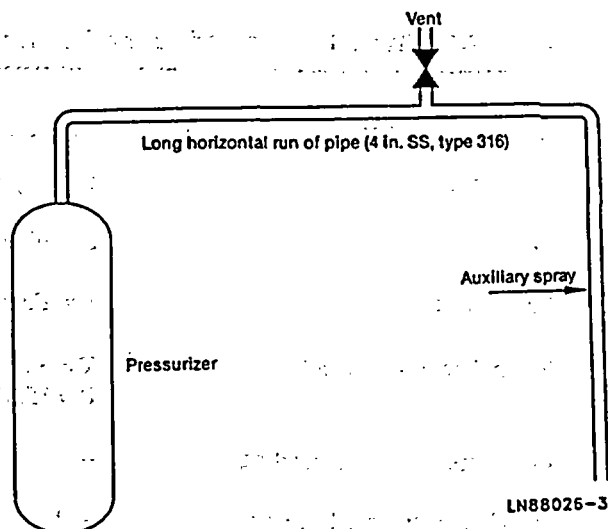 Vent
Long horizontal run of pipe (4 in. SS, type 316)
Auxiliary spray
Pressurizer
LN88026-3